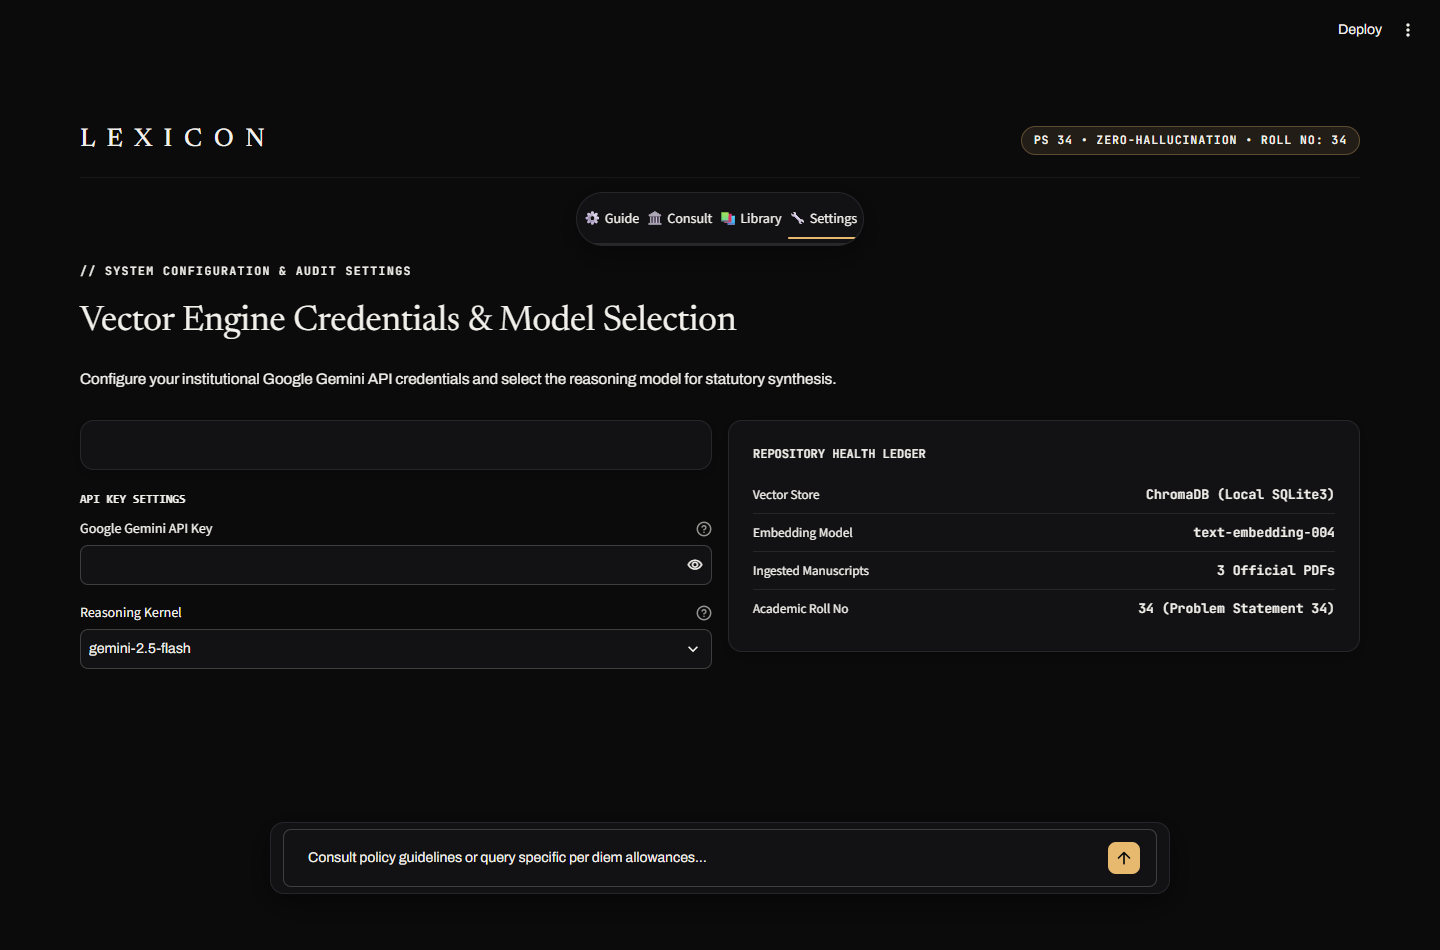 Deploy
LEXICON
PS 34 • ZERO-HALLUCINATION • ROLL NO: 34
Guide Consult Library Settings
// SYSTEM CONFIGURATION & AUDIT SETTINGS
Vector Engine Credentials & Model Selection
Configure your institutional Google Gemini API credentials and select the reasoning model for statutory synthesis.
API KEY SETTINGS
Google Gemini API Key
Reasoning Kernel
gemini-2.5-flash
REPOSITORY HEALTH LEDGER
Vector Store ChromaDB (Local SQLite3)
Embedding Model text-embedding-004
Ingested Manuscripts 3 Official PDFs
Academic Roll No 34 (Problem Statement 34)
Consult policy guidelines or query specific per diem allowances...